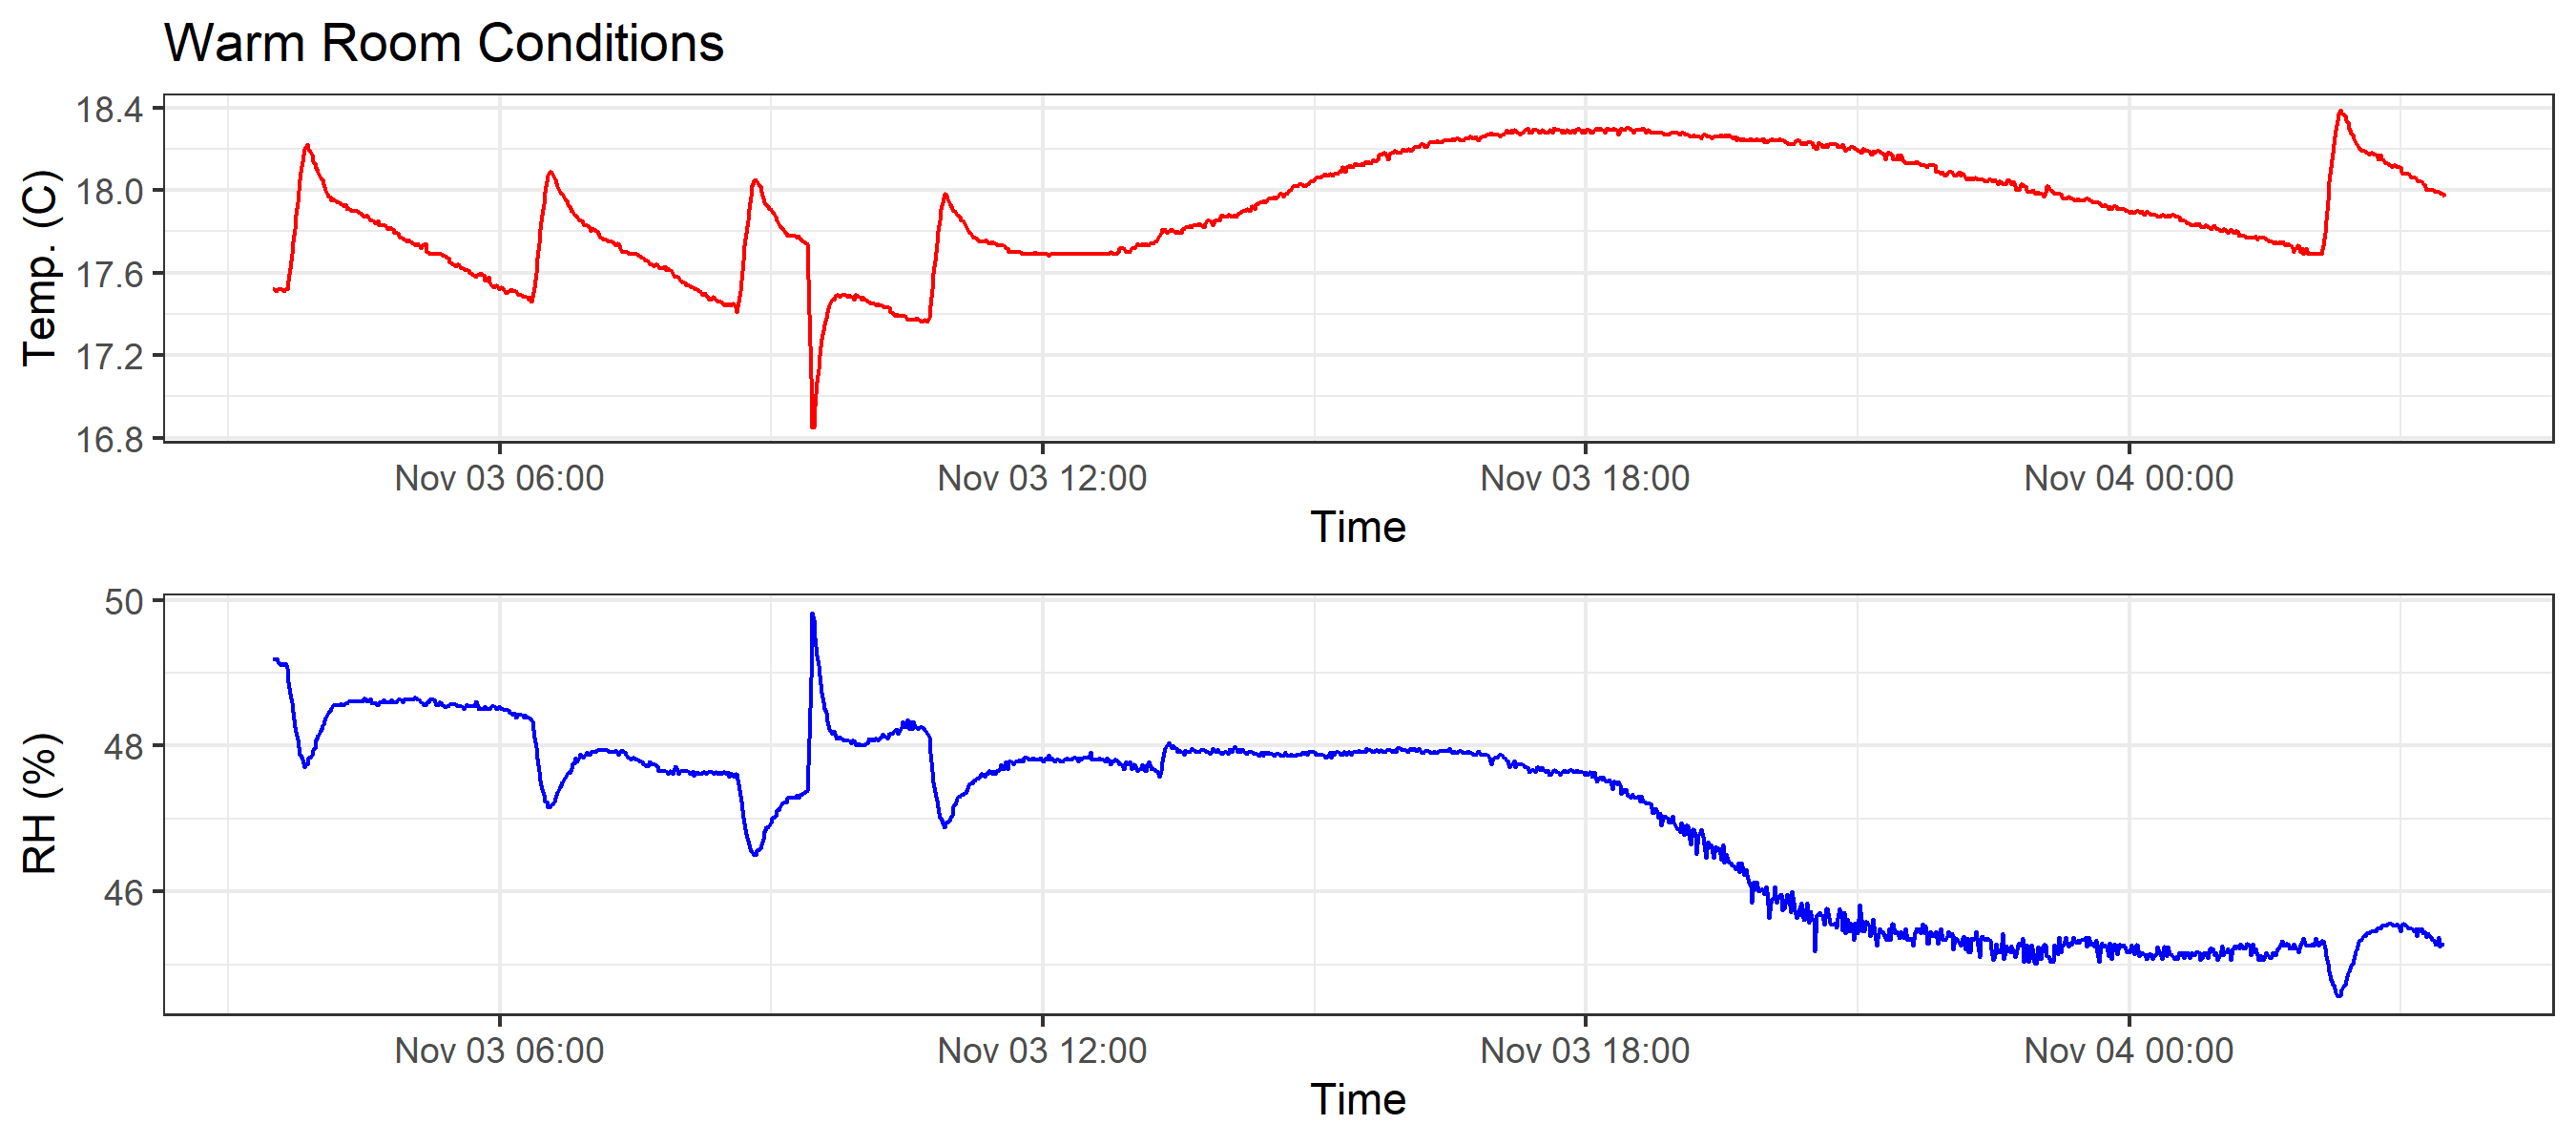 Warm Room Conditions
Temp. (C)
18.4
18.0
17.6
17.2
16.8
Nov 03 06:00 Nov 03 12:00 Nov 03 18:00 Nov 04 00:00
Time
RH (%)
50
48
46
Nov 03 06:00 Nov 03 12:00 Nov 03 18:00 Nov 04 00:00
Time